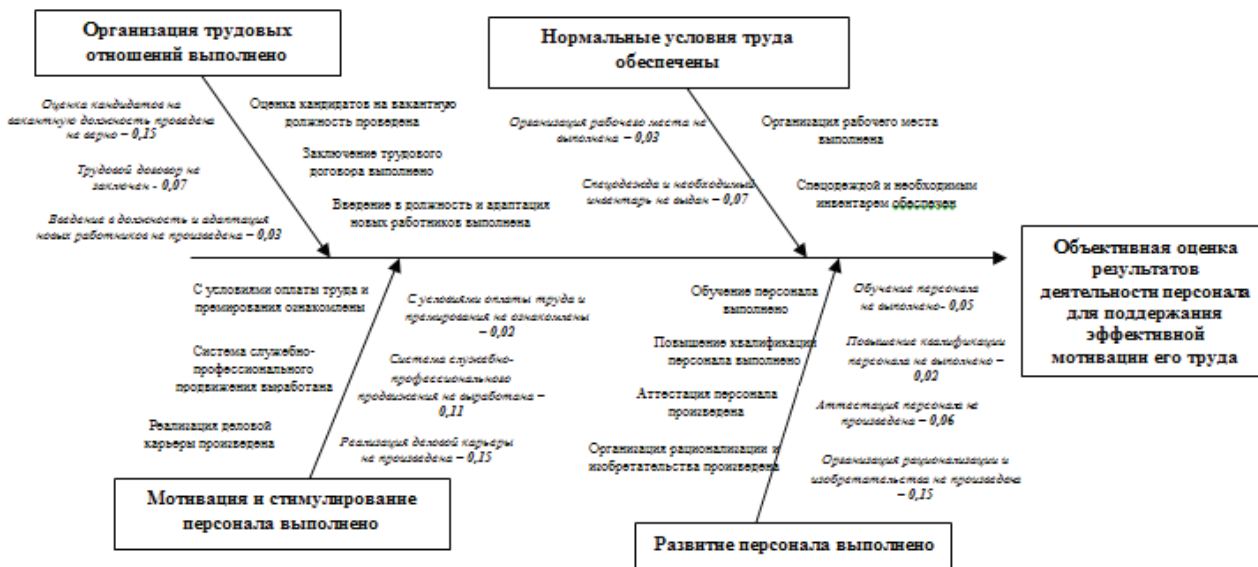 Организация трудовых
отношений выполнено
Нормальные условия труда
обеспечены
Оценка кандидатов на
вакантную должность проведена
не верно – 0,15
Трудовой договор не
заключен - 0,07
Введение в должность и адаптация
новых работников не произведена – 0,03
Оценка кандидатов на вакантную
должность проведена
Заключение трудового
договора выполнено
Введение в должность и адаптация
новых работников выполнена
Организация рабочего места не
выполнена – 0,03
Спецодежда и необходимый
инвентарь не выдан – 0,07
Организация рабочего места
выполнена
Спецодеждой и необходимым
инвентарем обеспечен
Объективная оценка
результатов
деятельности персонала
для поддержания
эффективной
мотивации его труда
С условиями оплаты труда и
премирования ознакомлены
Система служебно-
профессионального
продвижения выработана
Реализация деловой
карьеры произведена
С условиями оплаты труда и
премирования не ознакомлены
– 0,02
Система служебно-
профессионального
продвижения не выработана –
0,11
Реализация деловой карьеры
не произведена – 0,15
Обучение персонала
выполнено
Повышение квалификации
персонала выполнено
Аттестация персонала
произведена
Организация рационализации и
изобретательства произведена
Обучение персонала
не выполнено- 0,05
Повышение квалификации
персонала не выполнено –
0,02
Аттестация персонала не
произведена – 0,06
Организация рационализации и
изобретательства не произведена
– 0,15
Мотивация и стимулирование
персонала выполнено
Развитие персонала выполнено